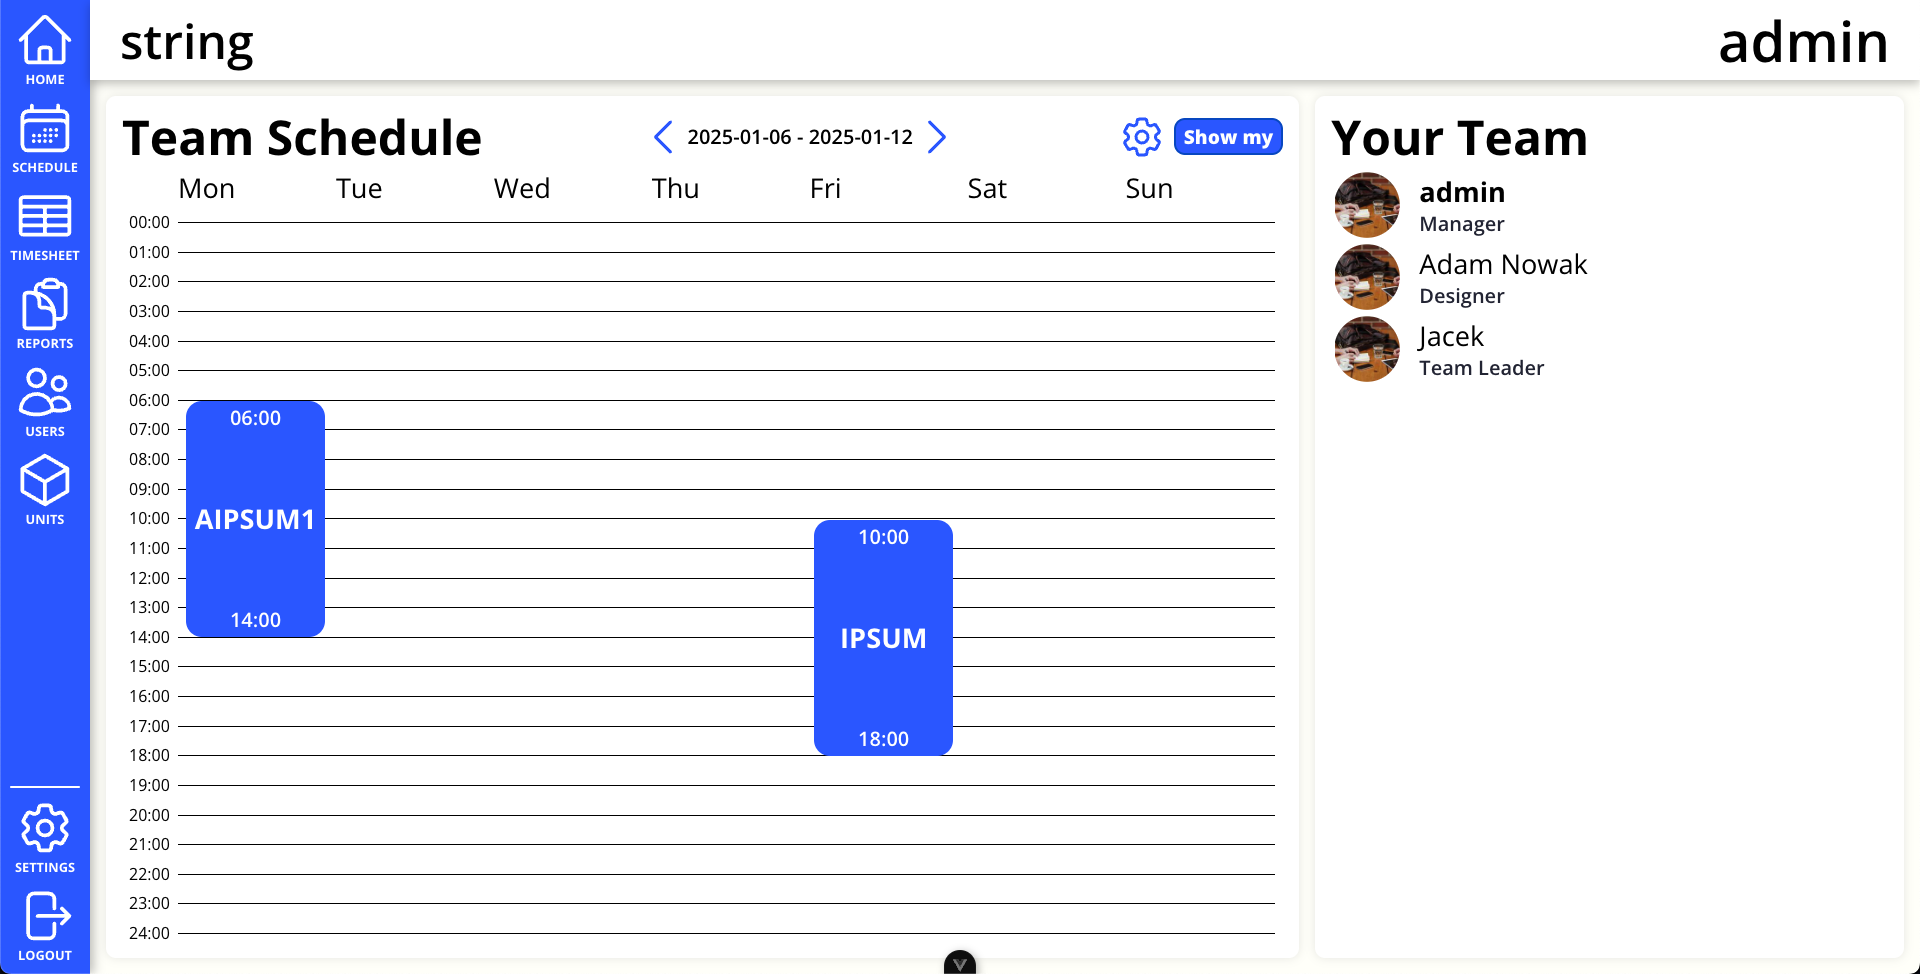 string
admin
HOME
SCHEDULE
TIMESHEET
REPORTS
USERS
UNITS
SETTINGS
LOGOUT
Team Schedule
2025-01-06 - 2025-01-12
Show my
Mon Tue Wed Thu Fri Sat Sun
00:00
01:00
02:00
03:00
04:00
05:00
06:00
07:00
08:00
09:00
10:00
11:00
12:00
13:00
14:00
15:00
16:00
17:00
18:00
19:00
20:00
21:00
22:00
23:00
24:00
06:00
AIPSUM1
14:00
10:00
IPSUM
18:00
Your Team
admin
Manager
Adam Nowak
Designer
Jacek
Team Leader